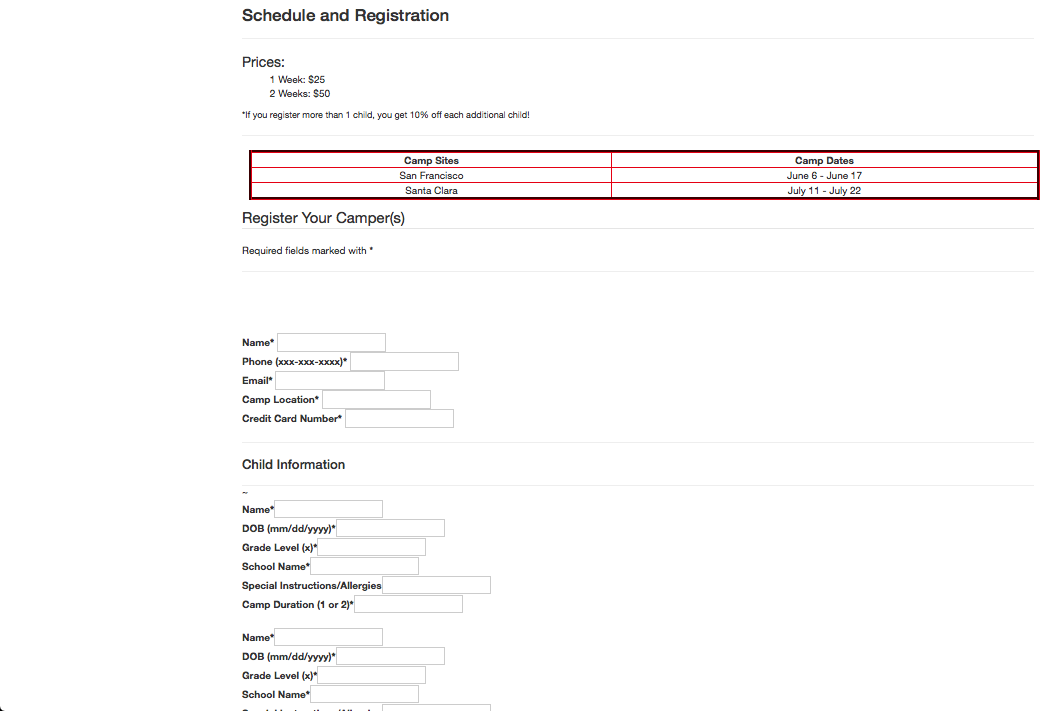 Schedule and Registration
Prices:
1 Week: $25
2 Weeks: $50
*If you register more than 1 child, you get 10% off each additional child!
Camp Sites Camp Dates
San Francisco June 6 - June 17
Santa Clara July 11 - July 22
Register Your Camper(s)
Required fields marked with *
Name*
Phone (xxx-xxx-xxxx)*
Email*
Camp Location*
Credit Card Number*
Child Information
~
Name*
DOB (mm/dd/yyyy)*
Grade Level (x)*
School Name*
Special Instructions/Allergies
Camp Duration (1 or 2)*
Name*
DOB (mm/dd/yyyy)*
Grade Level (x)*
School Name*